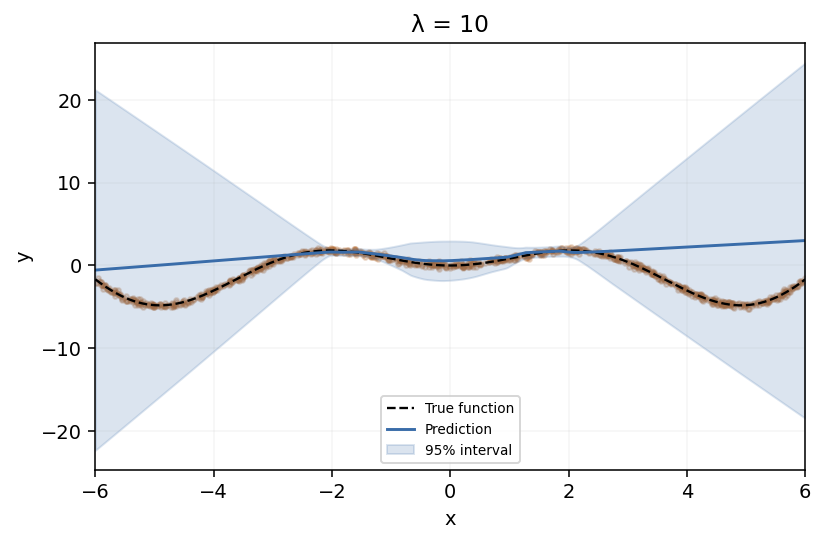 λ = 10
y
20
10
0
−10
−20
True function
Prediction
95% interval
−6 −4 −2 0 2 4 6
x